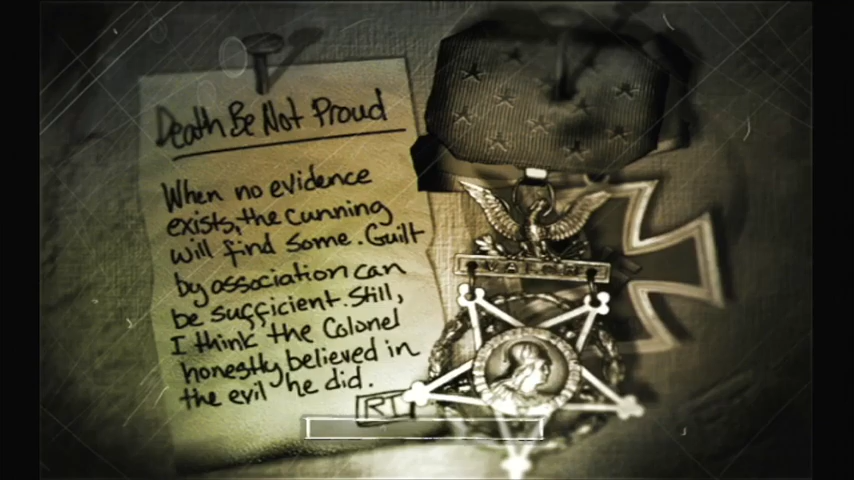 Death Be Not Proud
When no evidence
exists, the cunning
will find some. Guilt
by association can
be sufficient. Still,
I think the Colonel
honestly believed in
the evil he did.
RT
VALOR